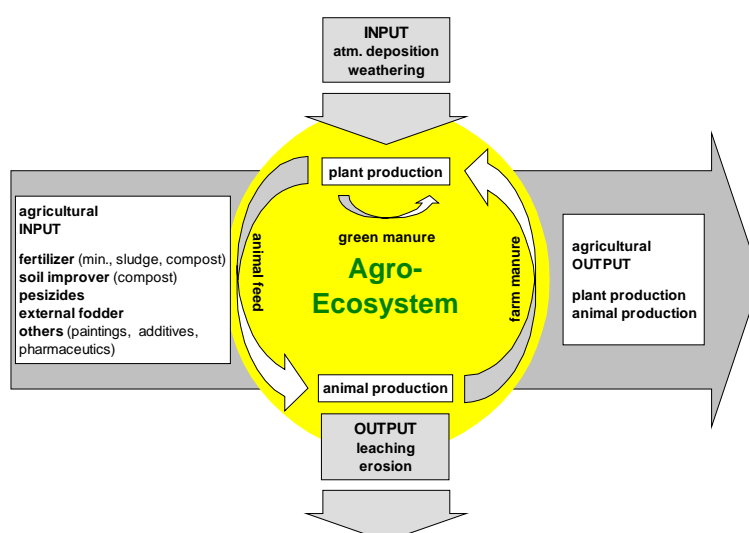 INPUT
atm. deposition
weathering
plant production
green manure
Agro-
Ecosystem
animal feed
farm manure
animal production
agricultural
INPUT
fertilizer (min., sludge, compost)
soil improver (compost)
pesizides
external fodder
others (paintings, additives,
pharmaceutics)
agricultural
OUTPUT
plant production
animal production
OUTPUT
leaching
erosion